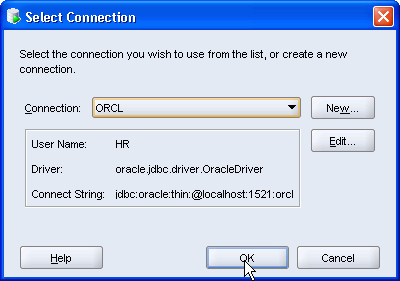 Select Connection
Select the connection you wish to use from the list, or create a new
connection.
Connection: ORCL New...
User Name: HR Edit...
Driver: oracle.jdbc.driver.OracleDriver
Connect String: jdbc:oracle:thin:@localhost:1521:orcl
Help OK Cancel